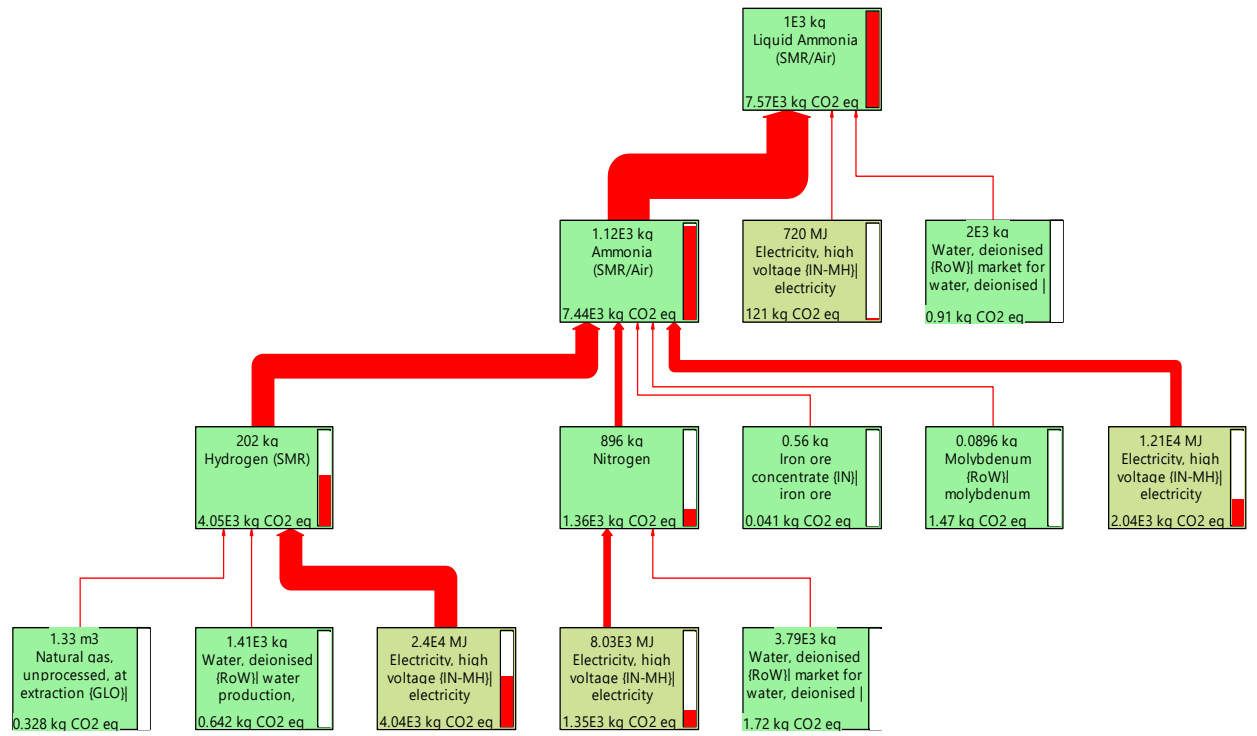 1E3 kg
Liquid Ammonia
(SMR/Air)
7.57E3 kg CO2 eq
1.12E3 kg
Ammonia
(SMR/Air)
7.44E3 kg CO2 eq
720 MJ
Electricity, high
voltage {IN-MH}|
electricity
121 kg CO2 eq
2E3 kg
Water, deionised
{RoW}| market for
water, deionised |
0.91 kg CO2 eq
202 kg
Hydrogen (SMR)
4.05E3 kg CO2 eq
896 kg
Nitrogen
1.36E3 kg CO2 eq
0.56 kg
Iron ore
concentrate {IN}|
iron ore
0.041 kg CO2 eq
0.0896 kg
Molybdenum
{RoW}|
molybdenum
1.47 kg CO2 eq
1.21E4 MJ
Electricity, high
voltage {IN-MH}|
electricity
2.04E3 kg CO2 eq
1.33 m3
Natural gas,
unprocessed, at
extraction {GLO}|
0.328 kg CO2 eq
1.41E3 kg
Water, deionised
{RoW}| water
production,
0.642 kg CO2 eq
2.4E4 MJ
Electricity, high
voltage {IN-MH}|
electricity
4.04E3 kg CO2 eq
8.03E3 MJ
Electricity, high
voltage {IN-MH}|
electricity
1.35E3 kg CO2 eq
3.79E3 kg
Water, deionised
{RoW}| market for
water, deionised |
1.72 kg CO2 eq